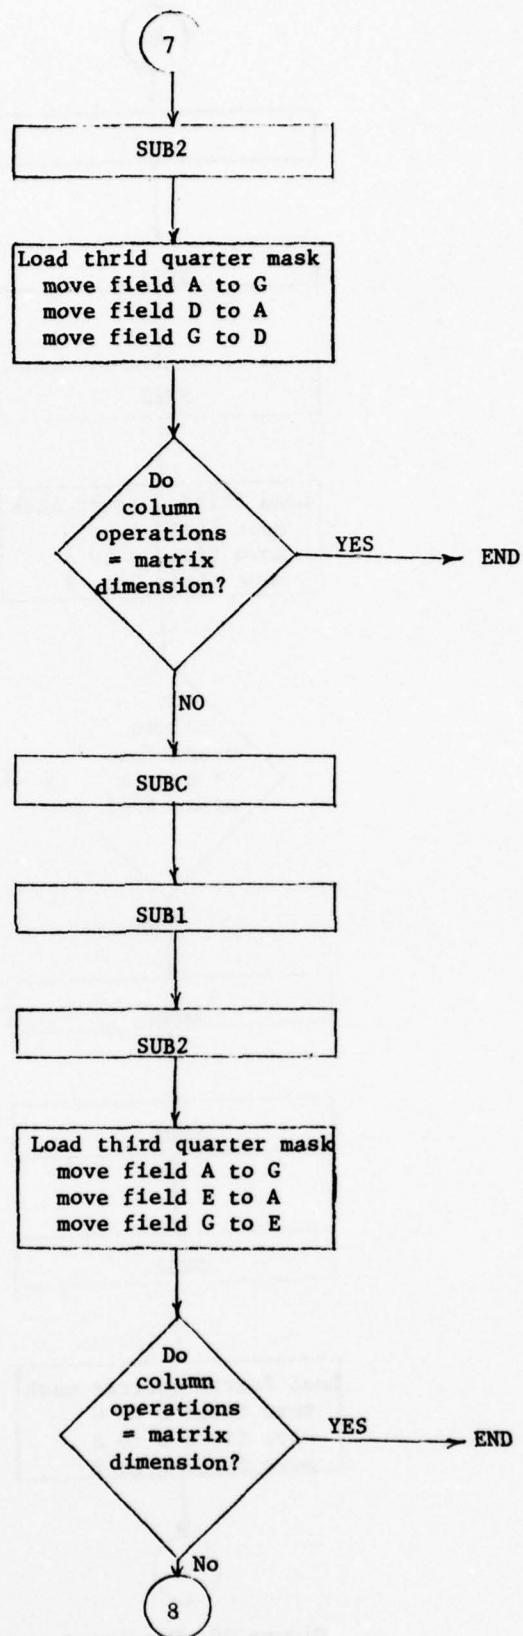 7
SUB2
Load thrid quarter mask
move field A to G
move field D to A
move field G to D
Do
column
operations
= matrix
dimension?
YES
END
NO
SUBC
SUB1
SUB2
Load third quarter mask
move field A to G
move field E to A
move field G to E
Do
column
operations
= matrix
dimension?
YES
END
No
8